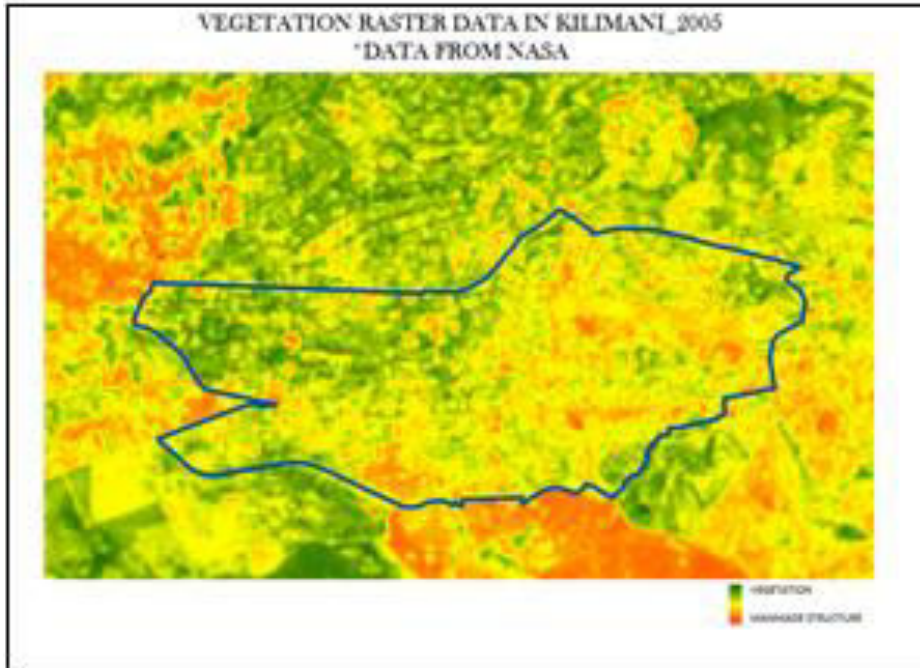 VEGETATION RASTER DATA IN KILIMANI_2005
*DATA FROM NASA
VEGETATION
MANMADE STRUCTURE